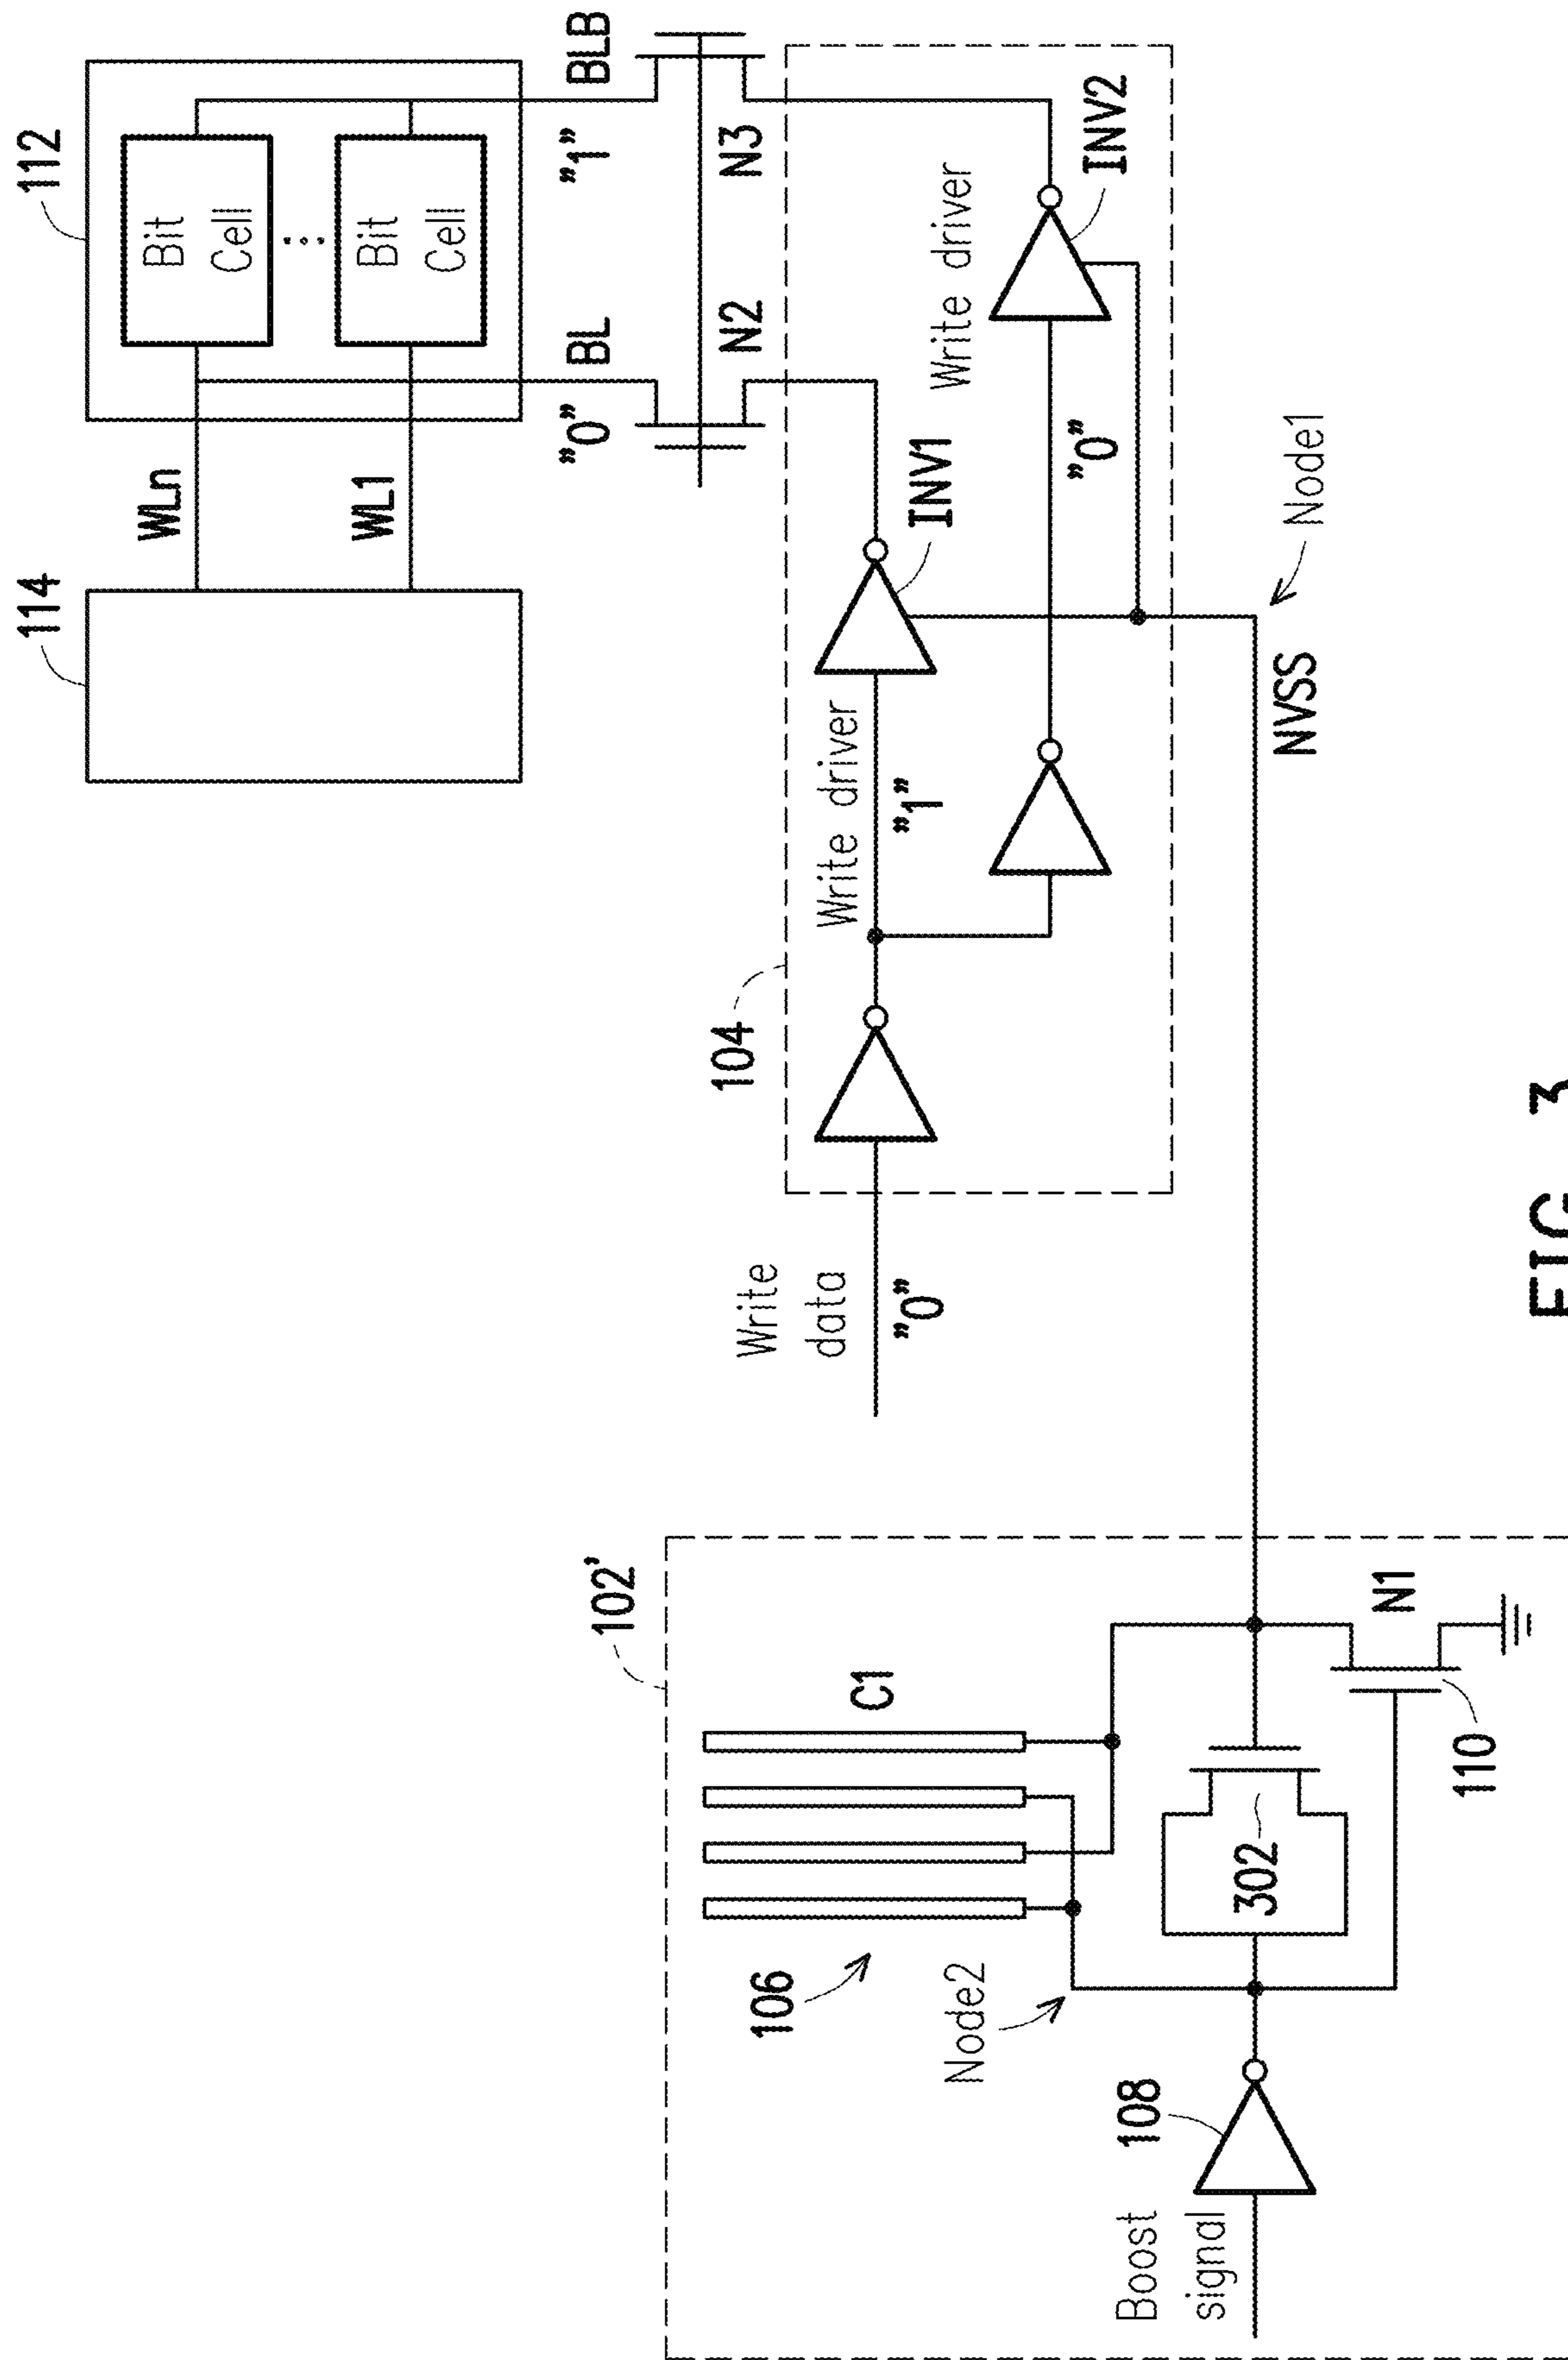 114
112
WLn
WL1
Bit
Cell
Bit
Cell
"0"
BL
"1"
BLB
N2
N3
104
Write driver
"1"
INV1
Write driver
"0"
INV2
Write
data
"0"
NVSS
Node1
102'
106
C1
Node2
108
Boost
signal
302
110
N1
FIG. 3